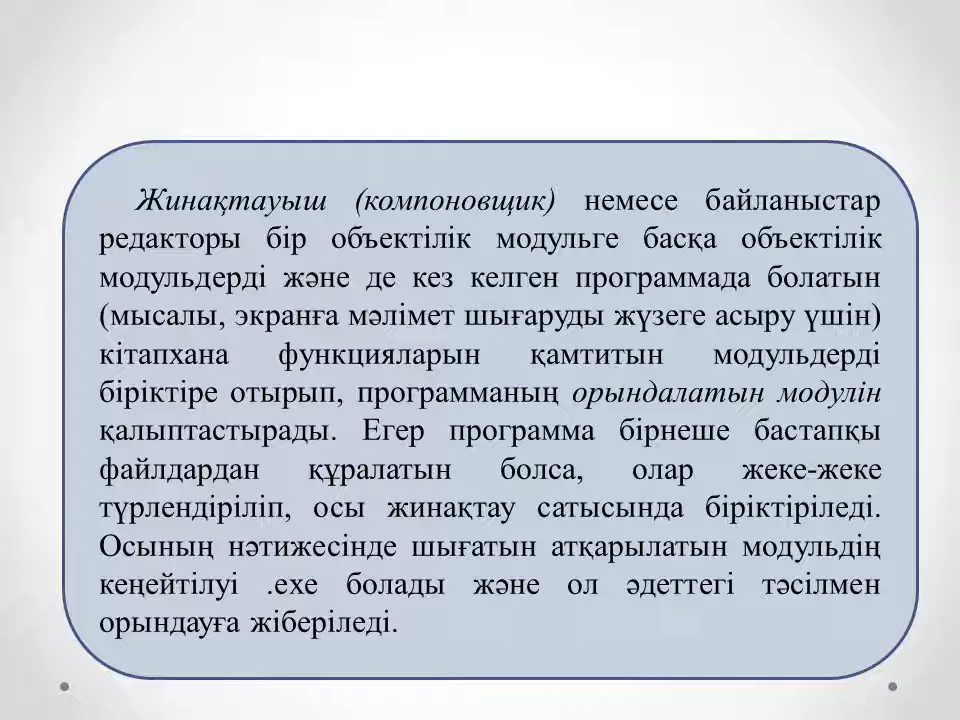 Жинақтауыш (компоновщик) немесе байланыстар
редакторы бір объектілік модульге басқа объектілік
модульдерді және де кез келген программада болатын
(мысалы, экранға мәлімет шығаруды жүзеге асыру үшін)
кітапхана функцияларын қамтитын модульдерді
біріктіре отырып, программаның орындалатын модулін
қалыптастырады. Егер программа бірнеше бастапқы
файлдардан құралатын болса, олар жеке-жеке
түрлендіріліп, осы жинақтау сатысында біріктіріледі.
Осының нәтижесінде шығатын атқарылатын модульдің
кеңейтілуі .exe болады және ол әдеттегі тәсілмен
орындауға жіберіледі.